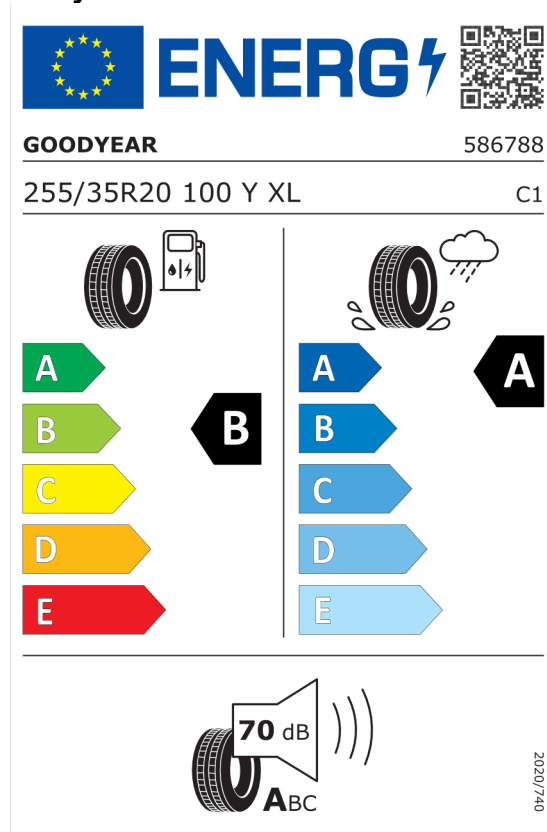 ENERG
GOODYEAR 586788
255/35R20 100 Y XL C1
A A A
B B B
C C
D D
E E
70 dB
ABC
2020/740